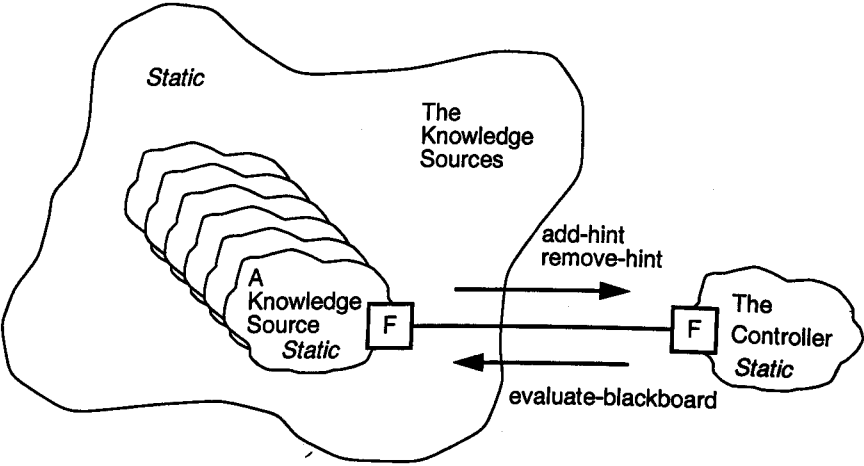 Static
The
Knowledge
Sources
add-hint
remove-hint
A
Knowledge
Source
Static
F
F
The
Controller
Static
evaluate-blackboard